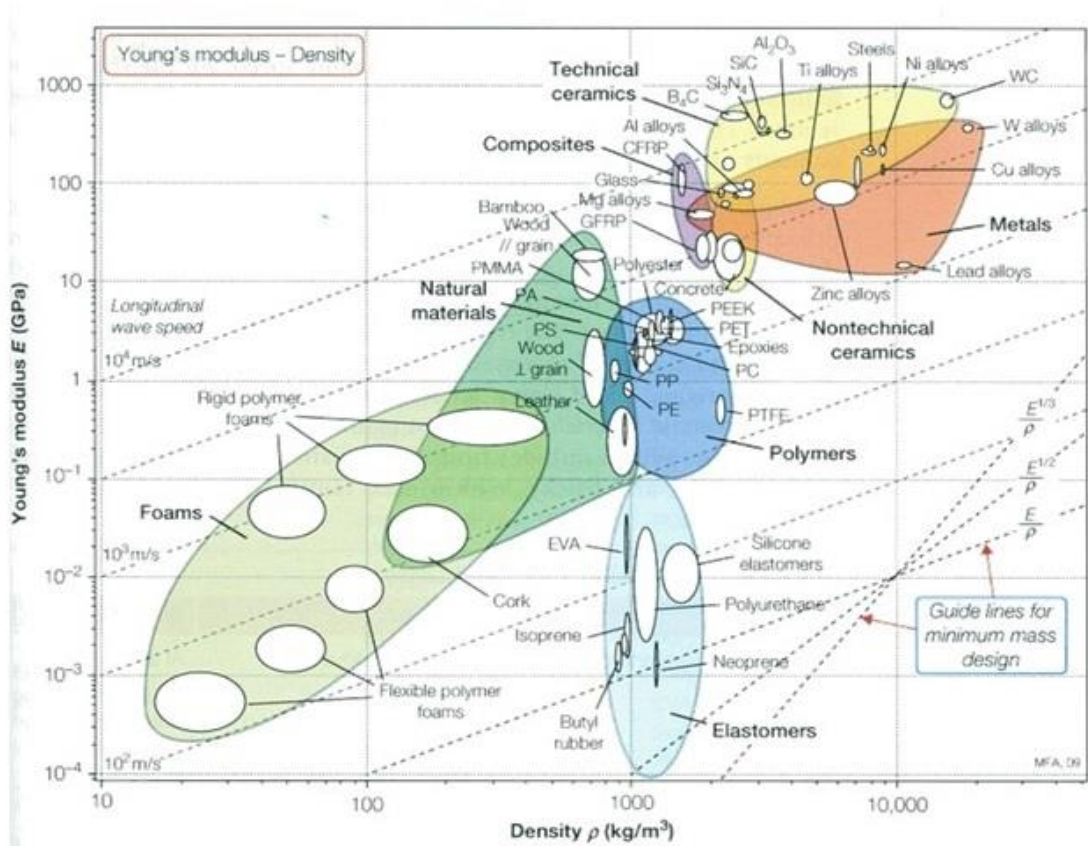 Young's modulus – Density
Technical
ceramics
Al₂O₃
SiC
Si₃N₄
B₄C
Steels
Ti alloys
Ni alloys
WC
Al alloys
Composites
CFRP
Glass
Mg alloys
GFRP
W alloys
Cu alloys
Metals
Lead alloys
Zinc alloys
Bamboo
Wood
// grain
PMMA
Polyester
Concrete
Nontechnical
ceramics
Natural
materials
PA
PS
Wood
⊥ grain
Leather
PEEK
PET
Epoxies
PC
PP
PE
PTFE
Polymers
Longitudinal
wave speed
10⁴ m/s
10³ m/s
10² m/s
Rigid polymer
foams
Foams
Cork
Flexible polymer
foams
EVA
Silicone
elastomers
Polyurethane
Isoprene
Neoprene
Butyl
rubber
Elastomers
E^1/3
ρ
E^1/2
ρ
E
ρ
Guide lines for
minimum mass
design
MFA, 09
Young's modulus E (GPa)
1000
100
10
1
10⁻¹
10⁻²
10⁻³
10⁻⁴
10
100
1000
10,000
Density ρ (kg/m³)